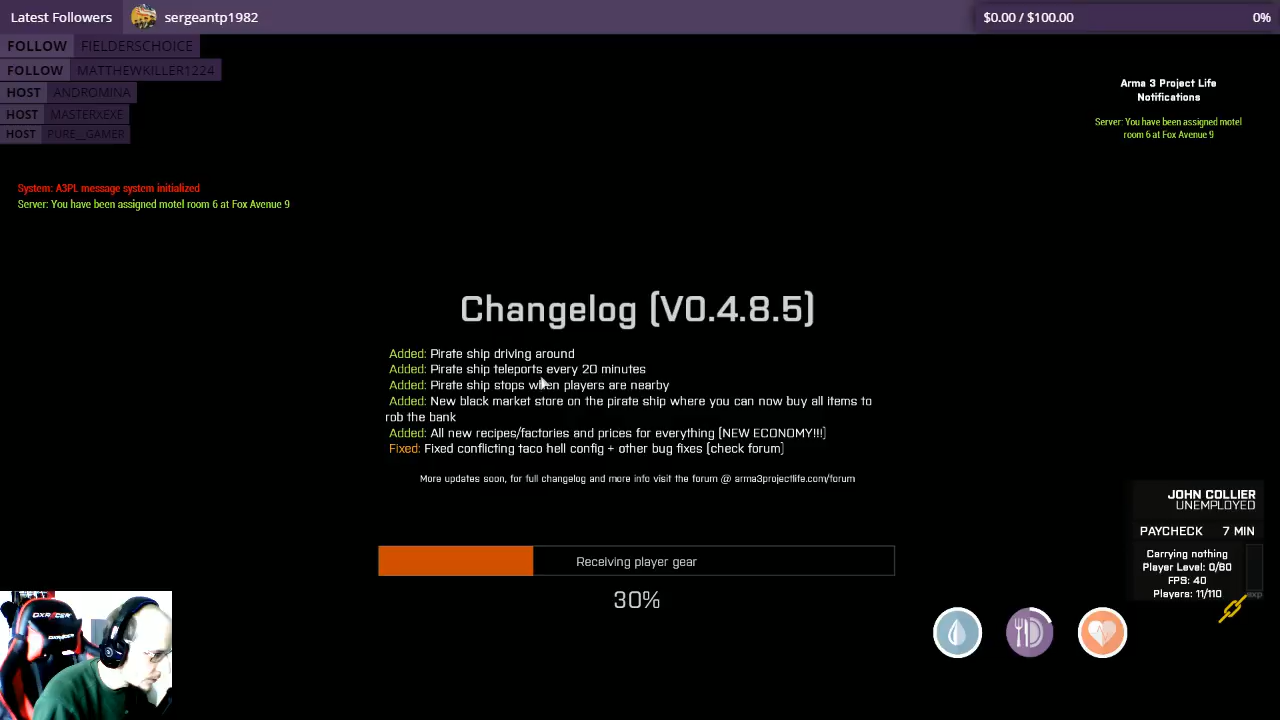 Latest Followers sergeantp1982 $0.00 / $100.00 0%
FOLLOW FIELDERSCHOICE
FOLLOW MATTHEWKILLER1224
HOST ANDROMINA
HOST MASTERXEXE
HOST PURE__GAMER
Arma 3 Project Life
Notifications
Server: You have been assigned motel
room 6 at Fox Avenue 9
System: A3PL message system initialized
Server: You have been assigned motel room 6 at Fox Avenue 9
Changelog (V0.4.8.5)
Added: Pirate ship driving around
Added: Pirate ship teleports every 20 minutes
Added: Pirate ship stops when players are nearby
Added: New black market store on the pirate ship where you can now buy all items to
rob the bank
Added: All new recipes/factories and prices for everything (NEW ECONOMY!!!)
Fixed: Fixed conflicting taco hell config + other bug fixes (check forum)
More updates soon, for full changelog and more info visit the forum @ arma3projectlife.com/forum
Receiving player gear
30%
JOHN COLLIER
UNEMPLOYED
PAYCHECK 7 MIN
Carrying nothing
Player Level: 0/60
FPS: 40
Players: 11/110
exp
DXRACER